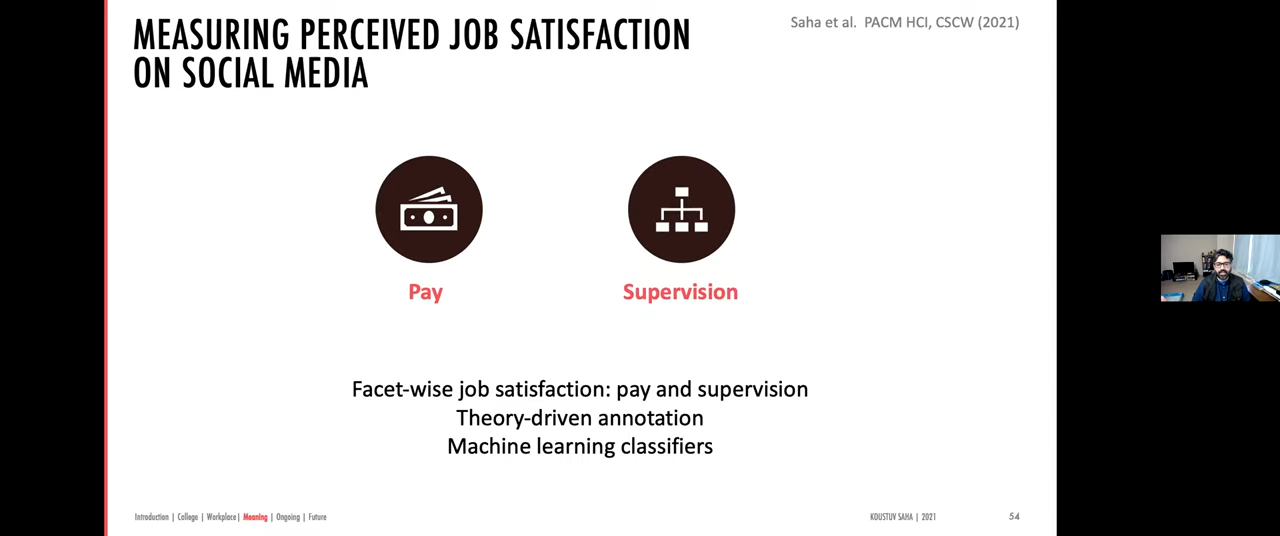 MEASURING PERCEIVED JOB SATISFACTION
ON SOCIAL MEDIA
Saha et al. PACM HCI, CSCW (2021)
Pay
Supervision
Facet-wise job satisfaction: pay and supervision
Theory-driven annotation
Machine learning classifiers
Introduction | College | Workplace| Meaning | Ongoing | Future
KOUSTUV SAHA | 2021
54